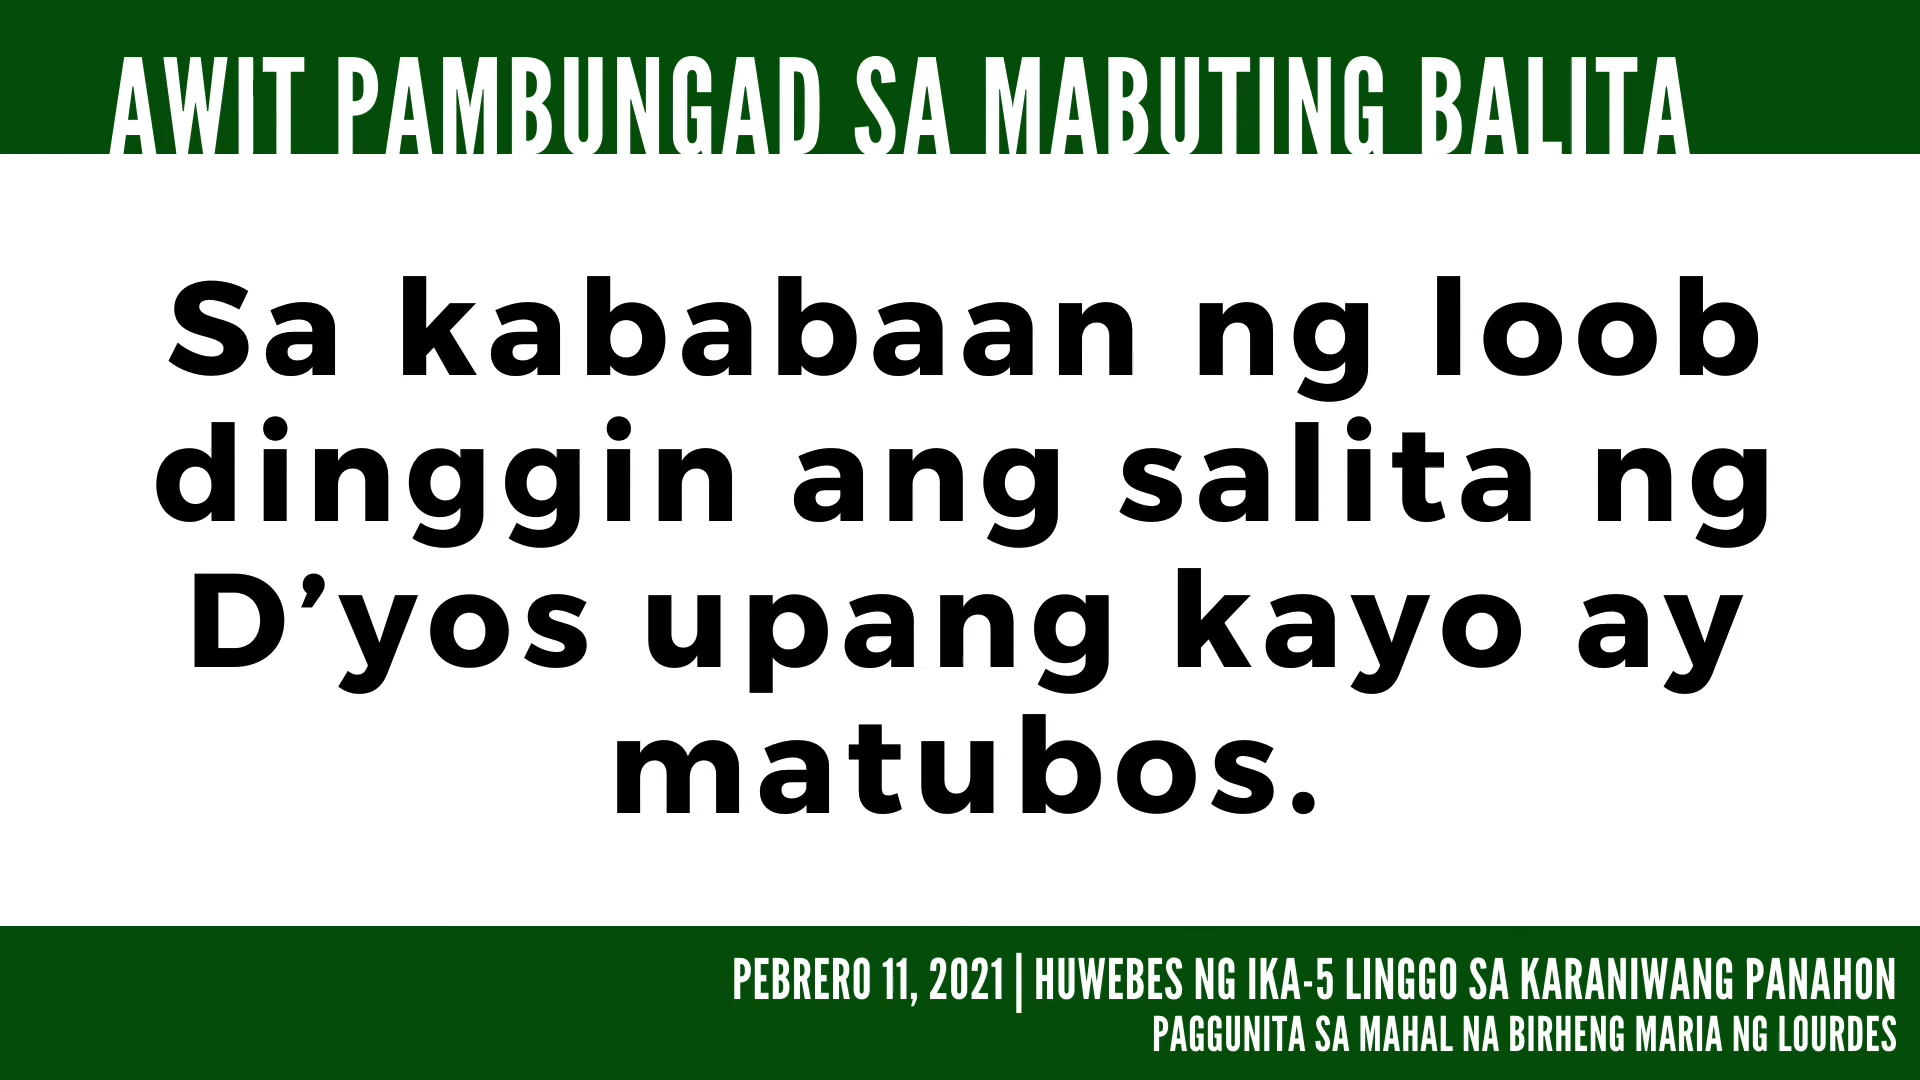 AWIT PAMBUNGAD SA MABUTING BALITA
Sa kababaan ng loob
dinggin ang salita ng
D’yos upang kayo ay
matubos.
PEBRERO 11, 2021 | HUWEBES NG IKA-5 LINGGO SA KARANIWANG PANAHON
PAGGUNITA SA MAHAL NA BIRHENG MARIA NG LOURDES